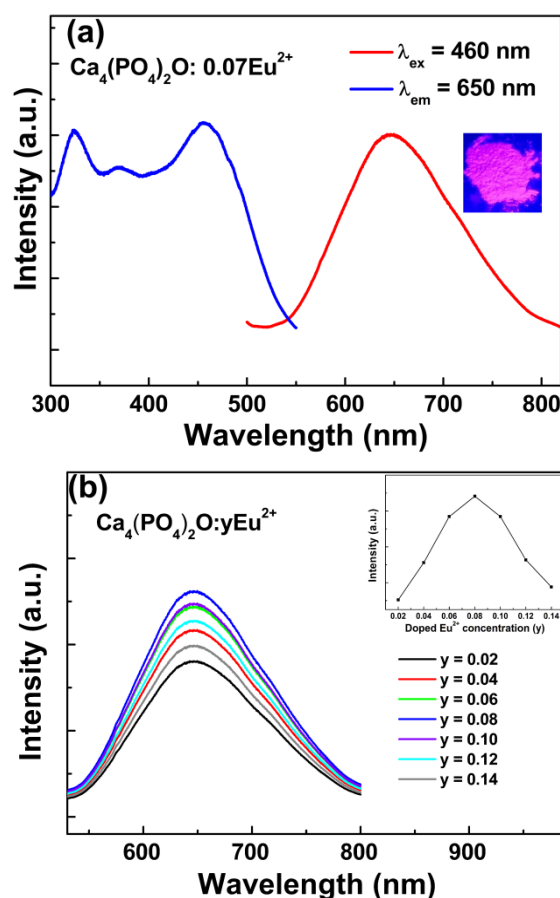 (a)
Ca₄(PO₄)₂O: 0.07Eu²⁺
λex = 460 nm
λem = 650 nm
Intensity (a.u.)
300 400 500 600 700 800
Wavelength (nm)
(b)
Ca₄(PO₄)₂O:yEu²⁺
Intensity (a.u.)
0.02 0.04 0.06 0.08 0.10 0.12 0.14
Doped Eu²⁺ concentration (y)
y = 0.02
y = 0.04
y = 0.06
y = 0.08
y = 0.10
y = 0.12
y = 0.14
Intensity (a.u.)
600 700 800 900
Wavelength (nm)